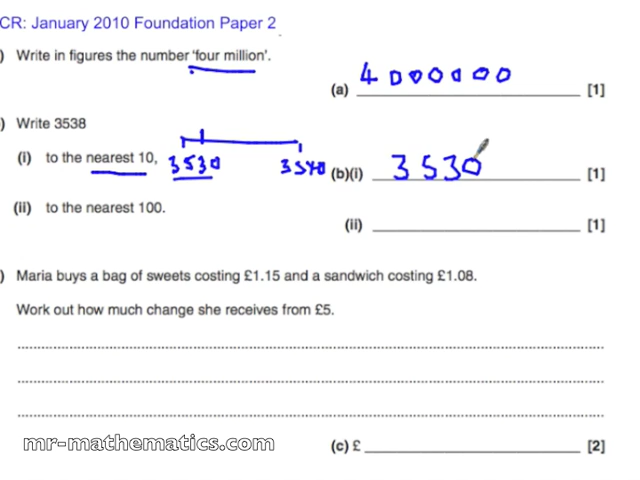 CR: January 2010 Foundation Paper 2
) Write in figures the number 'four million'.
(a) 4000000 [1]
) Write 3538
(i) to the nearest 10, 3530 3540 (b)(i) 3530 [1]
(ii) to the nearest 100.
(ii) [1]
) Maria buys a bag of sweets costing £1.15 and a sandwich costing £1.08.
Work out how much change she receives from £5.
mr-mathematics.com (c) £ [2]